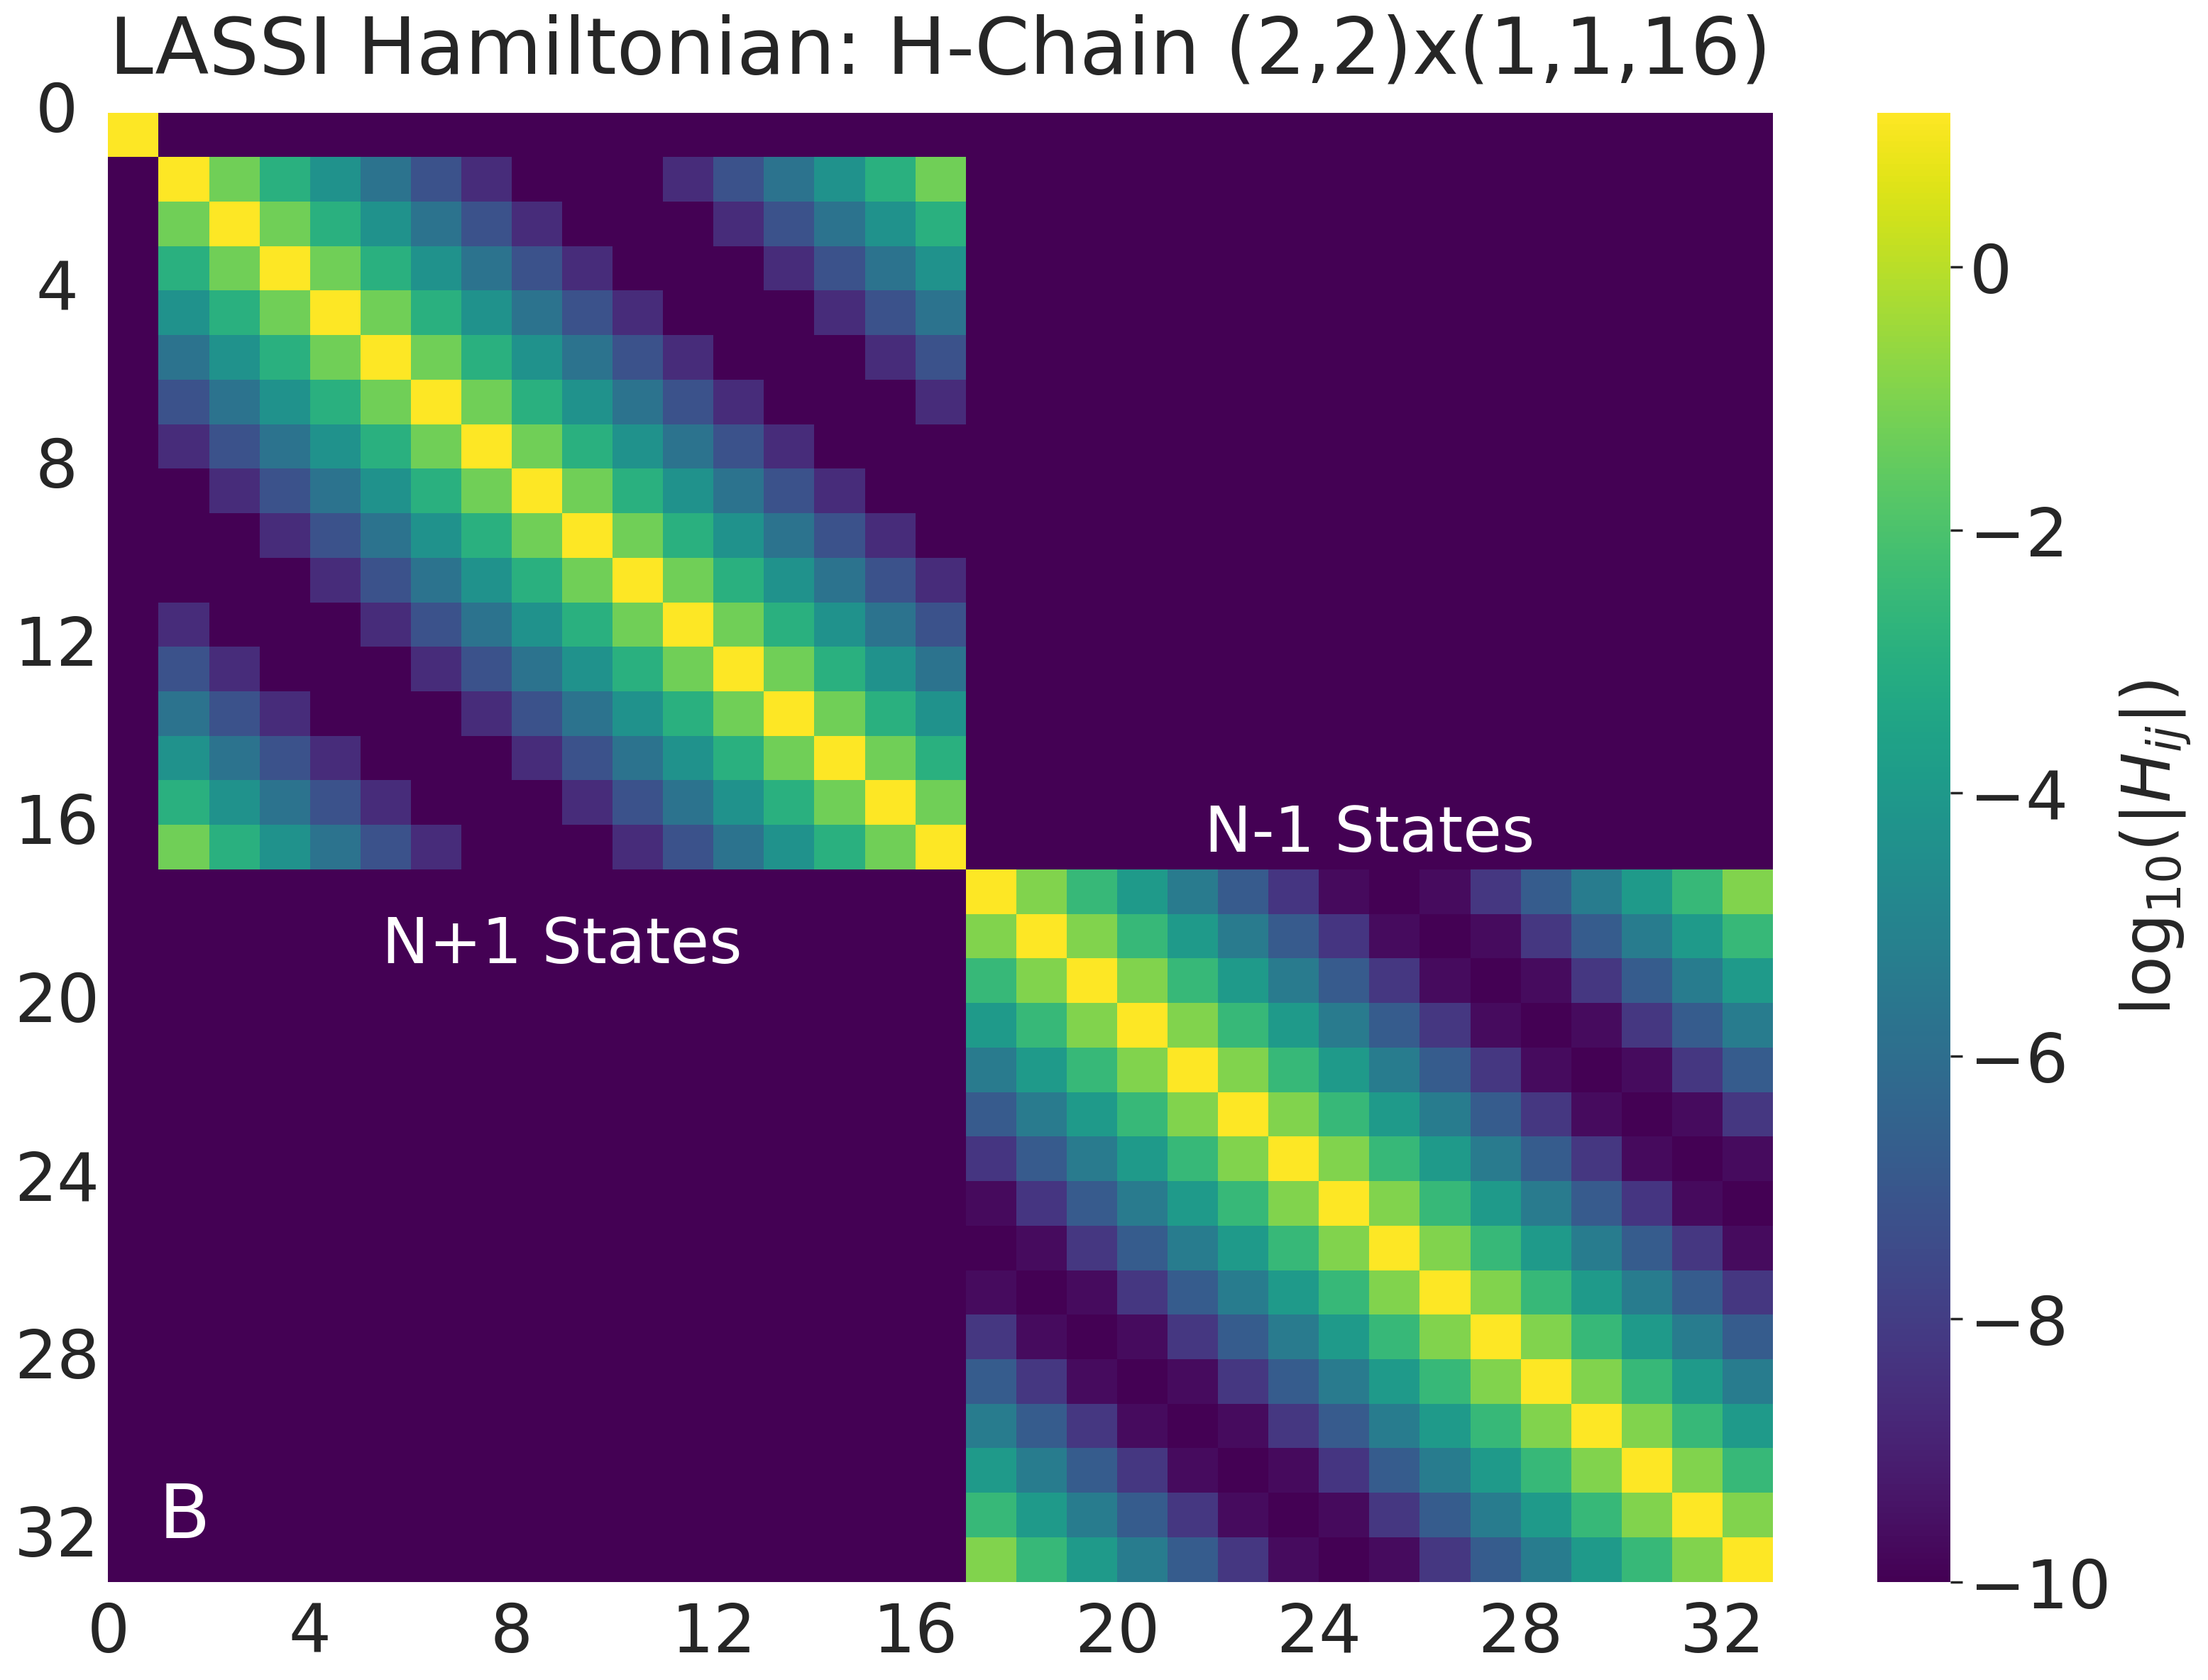 LASSI Hamiltonian: H-Chain (2,2)x(1,1,16)
0
4
8
12
16
20
24
28
32
N-1 States
N+1 States
B
0 4 8 12 16 20 24 28 32
0
−2
−4
−6
−8
−10
log₁₀(|Hᵢⱼ|)